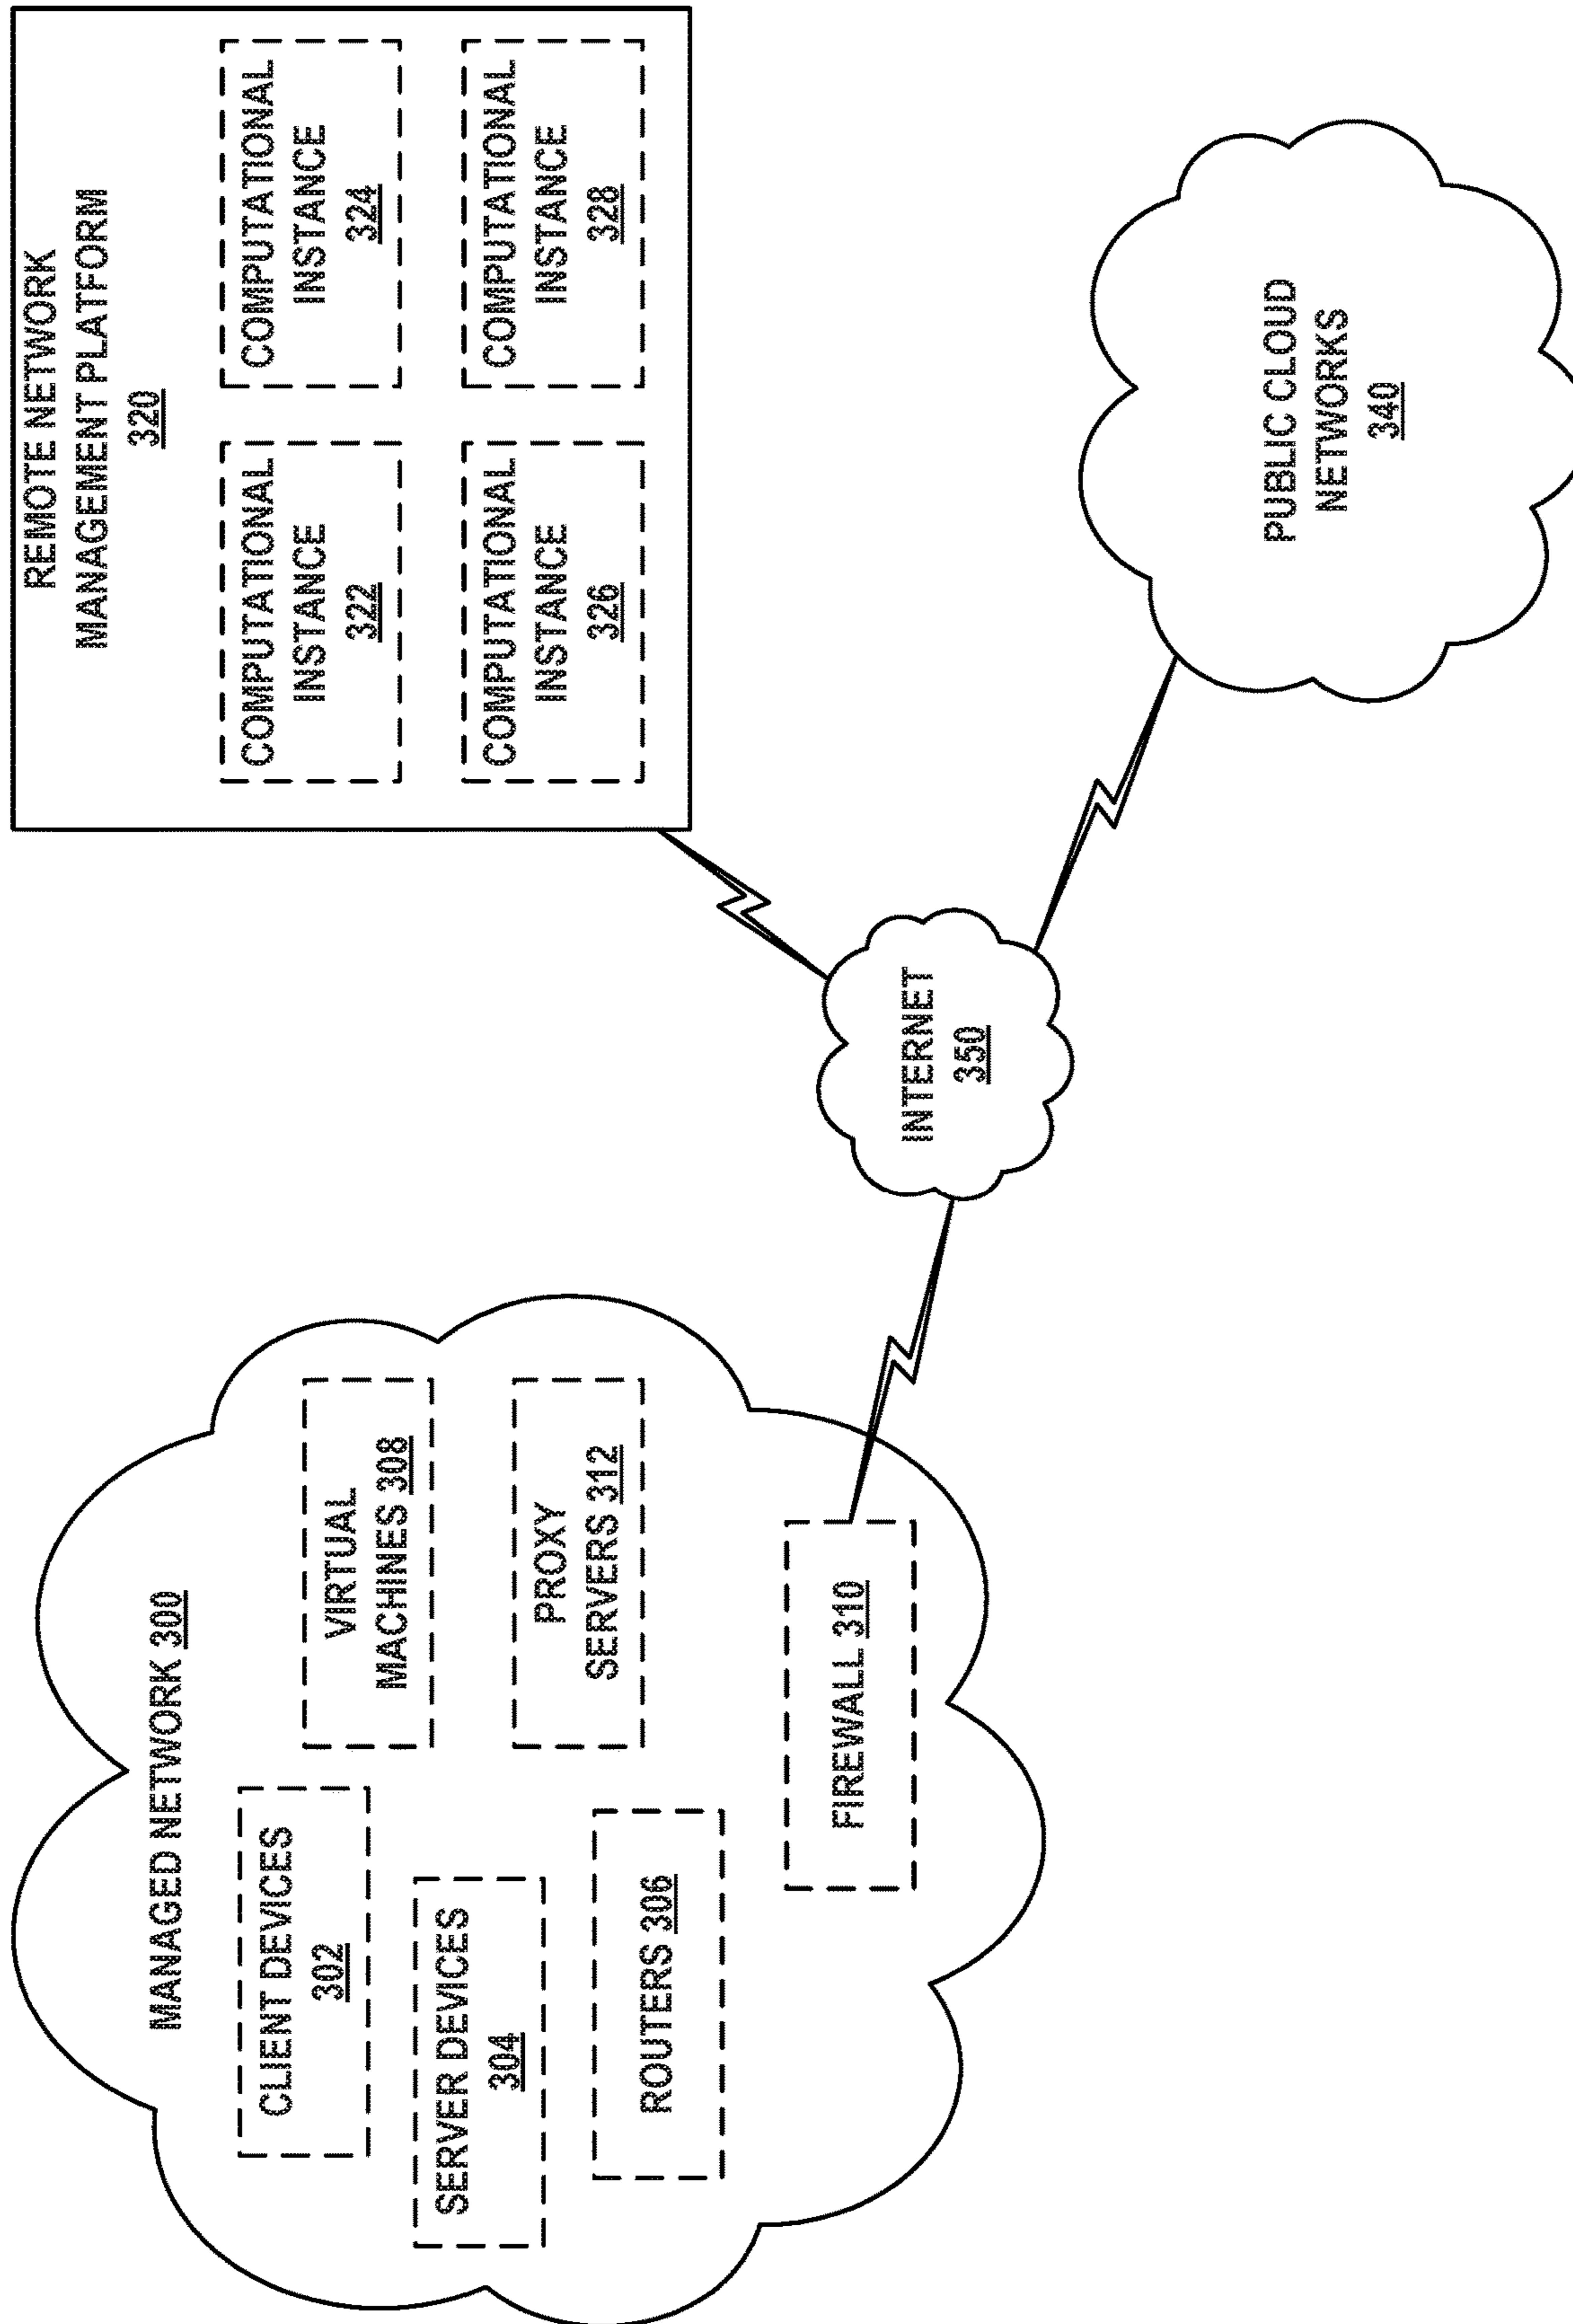 MANAGED NETWORK 300
CLIENT DEVICES
302
SERVER DEVICES
304
ROUTERS 306
VIRTUAL
MACHINES 308
PROXY
SERVERS 312
FIREWALL 310
INTERNET
350
REMOTE NETWORK
MANAGEMENT PLATFORM
320
COMPUTATIONAL
INSTANCE
322
COMPUTATIONAL
INSTANCE
324
COMPUTATIONAL
INSTANCE
326
COMPUTATIONAL
INSTANCE
328
PUBLIC CLOUD
NETWORKS
340